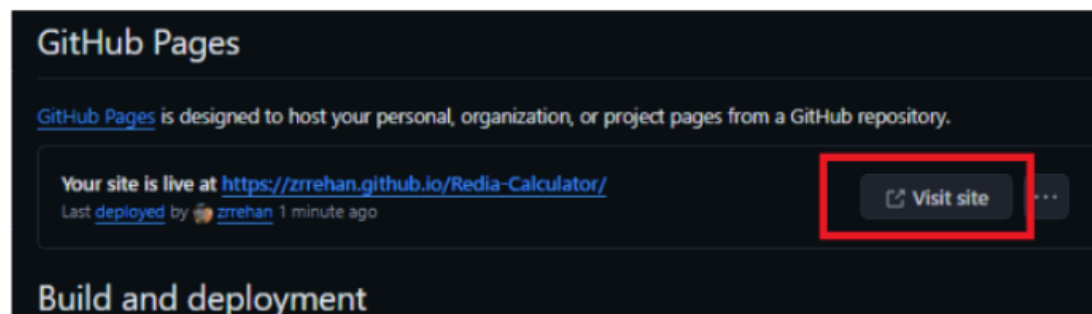 GitHub Pages
GitHub Pages is designed to host your personal, organization, or project pages from a GitHub repository.
Your site is live at https://zrrehan.github.io/Redia-Calculator/
Visit site
Last deployed by zrrehan 1 minute ago
Build and deployment